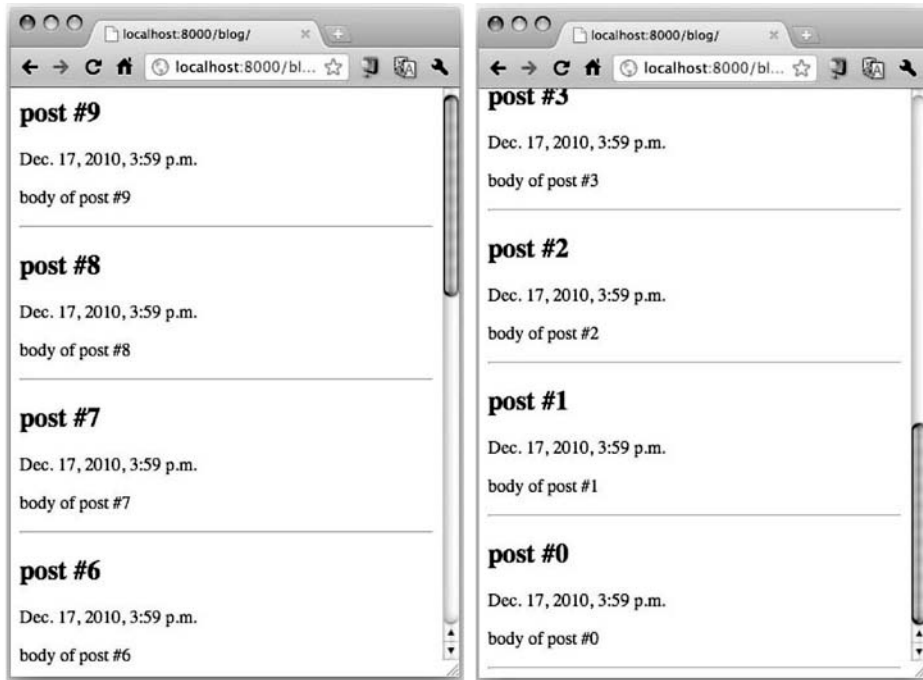 localhost:8000/blog/
localhost:8000/bl...
post #9
Dec. 17, 2010, 3:59 p.m.
body of post #9
post #8
Dec. 17, 2010, 3:59 p.m.
body of post #8
post #7
Dec. 17, 2010, 3:59 p.m.
body of post #7
post #6
Dec. 17, 2010, 3:59 p.m.
body of post #6
localhost:8000/blog/
localhost:8000/bl...
post #3
Dec. 17, 2010, 3:59 p.m.
body of post #3
post #2
Dec. 17, 2010, 3:59 p.m.
body of post #2
post #1
Dec. 17, 2010, 3:59 p.m.
body of post #1
post #0
Dec. 17, 2010, 3:59 p.m.
body of post #0